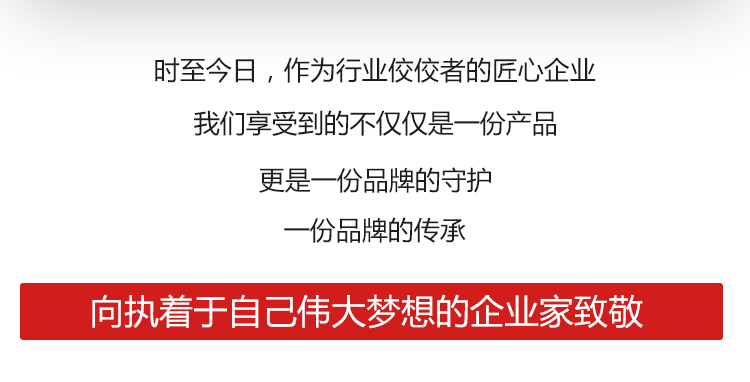 时至今日，作为行业佼佼者的匠心企业
我们享受到的不仅仅是一份产品
更是一份品牌的守护
一份品牌的传承
向执着于自己伟大梦想的企业家致敬